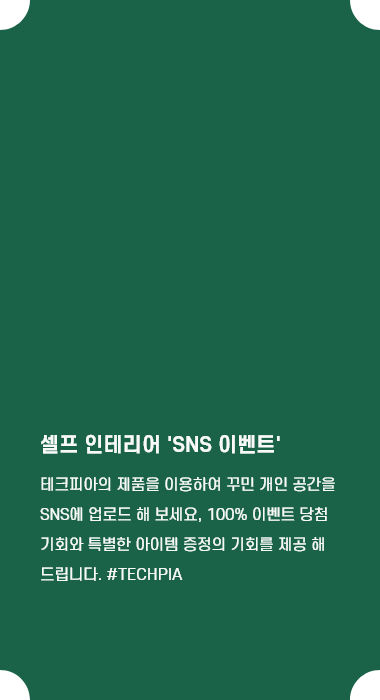 셀프 인테리어 'SNS 이벤트'
테크피아의 제품을 이용하여 꾸민 개인 공간을
SNS에 업로드 해 보세요, 100% 이벤트 당첨
기회와 특별한 아이템 증정의 기회를 제공 해
드립니다. #TECHPIA